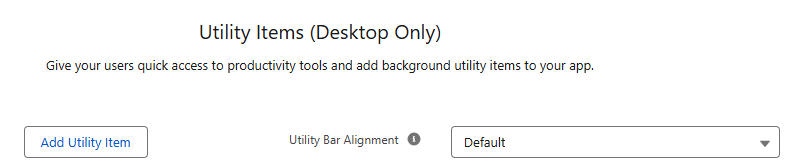 Utility Items (Desktop Only)
Give your users quick access to productivity tools and add background utility items to your app.
Add Utility Item
Utility Bar Alignment
Default